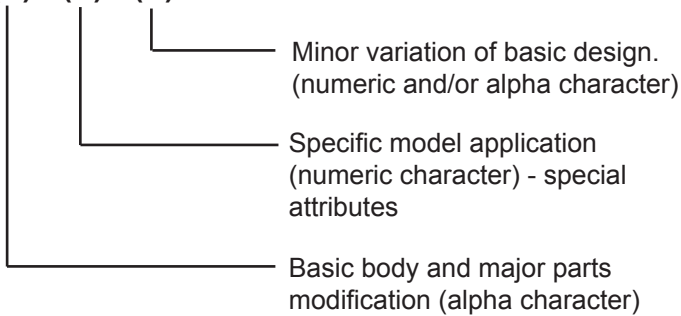 Minor variation of basic design.
(numeric and/or alpha character)
Specific model application
(numeric character) - special
attributes
Basic body and major parts
modification (alpha character)